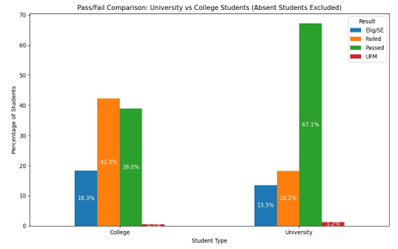 Pass/Fail Comparison: University vs College Students (Absent Students Excluded)
Percentage of Students
70
60
50
40
30
20
10
0
Result
Elig/SE
Failed
Passed
UFM
18.3%
42.3%
39.0%
13.5%
18.2%
67.1%
College
University
Student Type